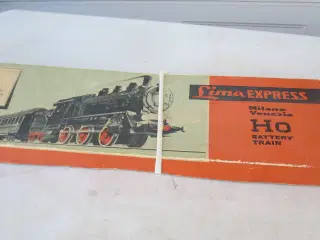 Lima EXPRESS
Milano
Venezia
HO
BATTERY
TRAIN